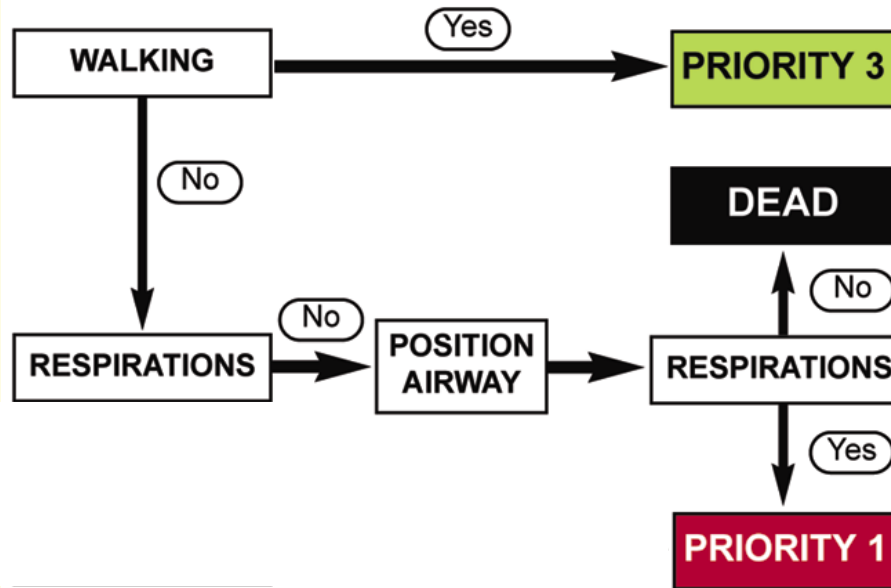 Yes
WALKING
PRIORITY 3
No
DEAD
No
No
RESPIRATIONS
POSITION
AIRWAY
RESPIRATIONS
Yes
PRIORITY 1